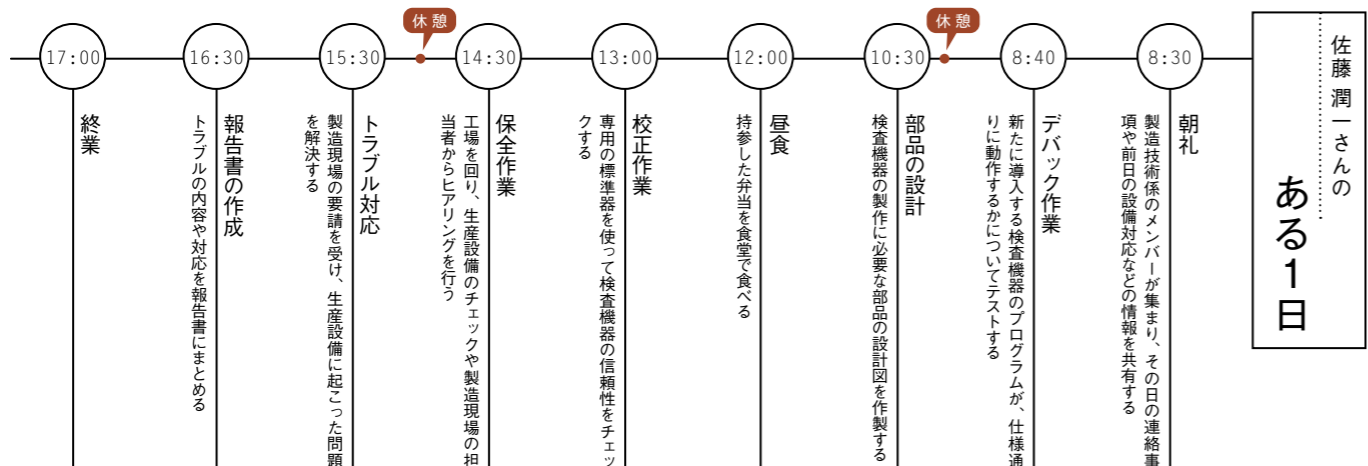 佐藤潤一さんの
ある1日
8:30
朝礼
製造技術係のメンバーが集まり、その日の連絡事
項や前日の設備対応などの情報を共有する
8:40
デバック作業
新たに導入する検査機器のプログラムが、仕様通
りに動作するかについてテストする
休憩
10:30
部品の設計
検査機器の製作に必要な部品の設計図を作製する
12:00
昼食
持参した弁当を食堂で食べる
13:00
校正作業
専用の標準器を使って検査機器の信頼性をチェッ
クする
14:30
保全作業
工場を回り、生産設備のチェックや製造現場の担
当者からヒアリングを行う
休憩
15:30
トラブル対応
製造現場の要請を受け、生産設備に起こった問題
を解決する
16:30
報告書の作成
トラブルの内容や対応を報告書にまとめる
17:00
終業